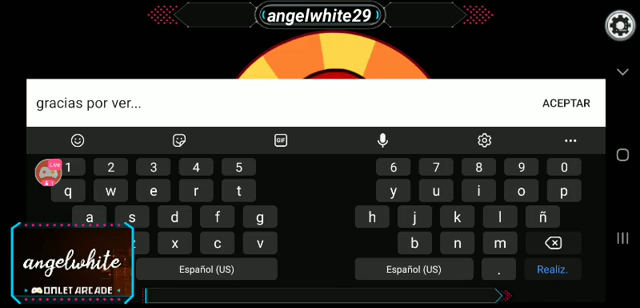 angelwhite29
gracias por ver...
ACEPTAR
GIF
Live
1 2 3 4 5 6 7 8 9 0
q w e r t y u i o p
a s d f g h j k l ñ
z x c v b n m
Español (US) Español (US) . Realiz.
angelwhite
OMLET ARCADE